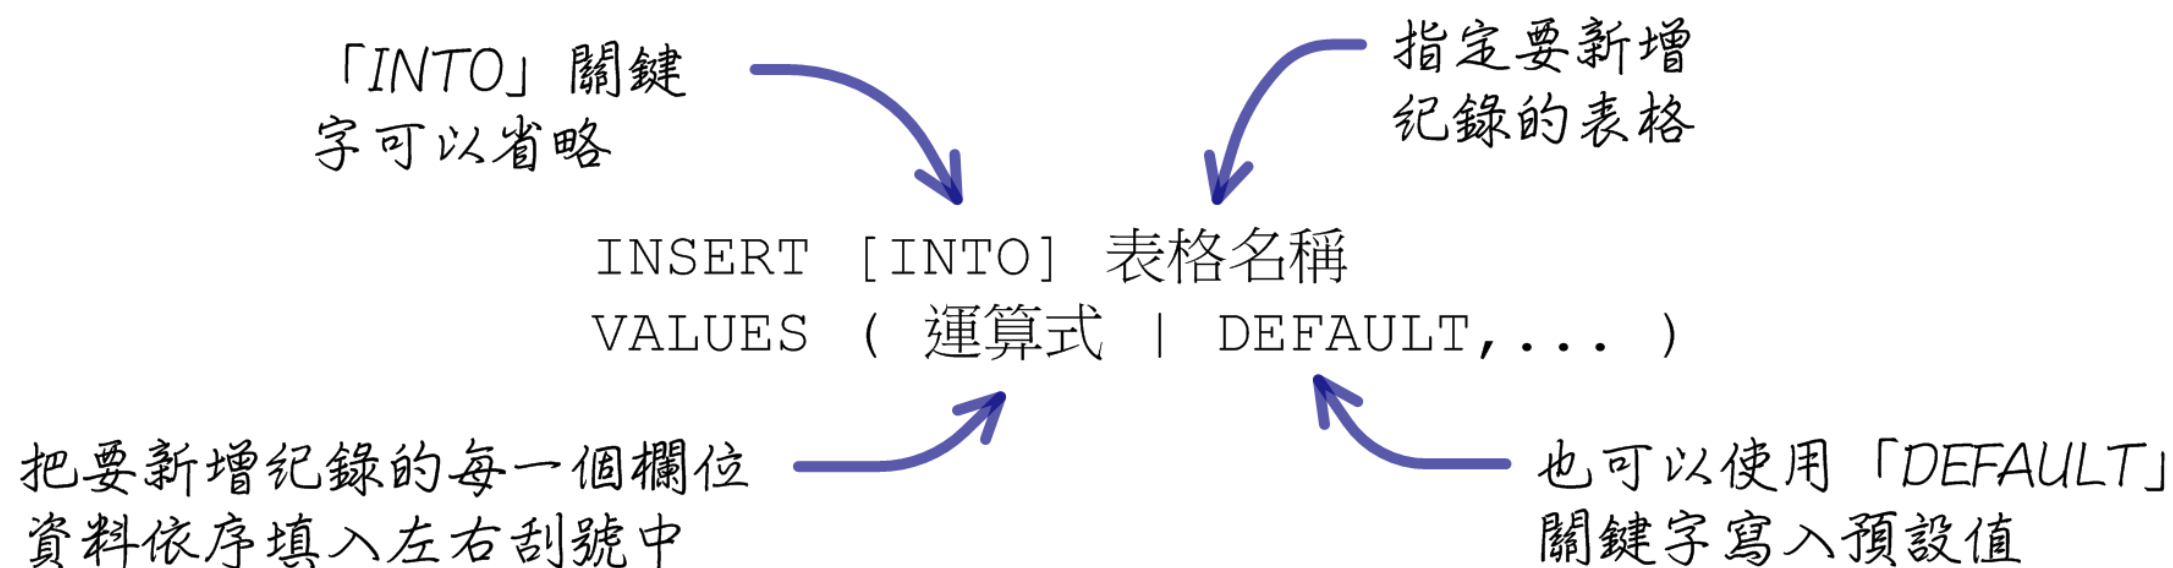 「INTO」關鍵
字可以省略
指定要新增
紀錄的表格
INSERT [INTO] 表格名稱
VALUES ( 運算式 | DEFAULT,... )
把要新增紀錄的每一個欄位
資料依序填入左右刮號中
也可以使用「DEFAULT」
關鍵字寫入預設值